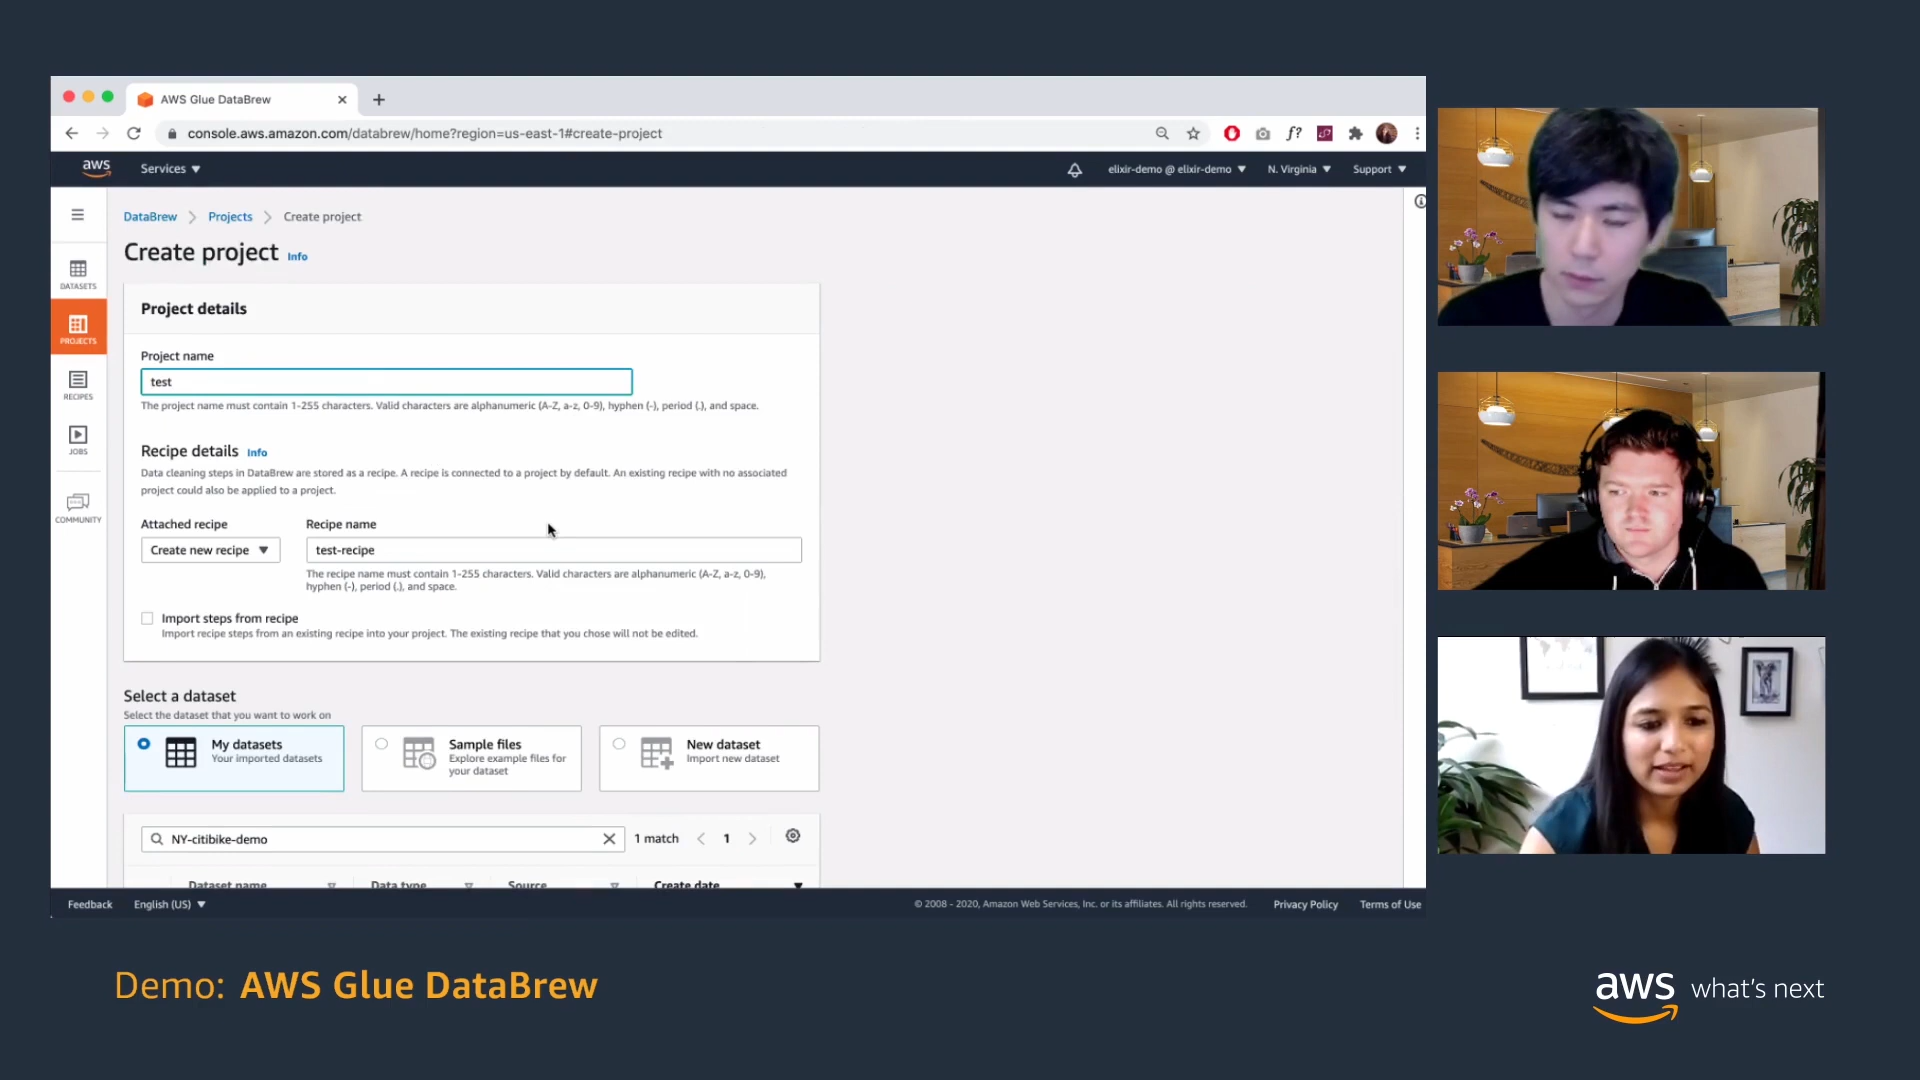 AWS Glue DataBrew
console.aws.amazon.com/databrew/home?region=us-east-1#create-project
f?
aws
Services
elixir-demo @ elixir-demo
N. Virginia
Support
DataBrew
Projects
Create project
Create project
Info
DATASETS
PROJECTS
RECIPES
JOBS
COMMUNITY
Project details
Project name
test
The project name must contain 1-255 characters. Valid characters are alphanumeric (A-Z, a-z, 0-9), hyphen (-), period (.), and space.
Recipe details Info
Data cleaning steps in DataBrew are stored as a recipe. A recipe is connected to a project by default. An existing recipe with no associated
project could also be applied to a project.
Attached recipe
Create new recipe
Recipe name
test-recipe
The recipe name must contain 1-255 characters. Valid characters are alphanumeric (A-Z, a-z, 0-9),
hyphen (-), period (.), and space.
Import steps from recipe
Import recipe steps from an existing recipe into your project. The existing recipe that you chose will not be edited.
Select a dataset
Select the dataset that you want to work on
My datasets
Your imported datasets
Sample files
Explore example files for
your dataset
New dataset
Import new dataset
NY-citibike-demo
1 match
1
Dataset name
Data type
Source
Create date
Feedback
English (US)
© 2008 - 2020, Amazon Web Services, Inc. or its affiliates. All rights reserved.
Privacy Policy
Terms of Use
Demo: AWS Glue DataBrew
aws what's next